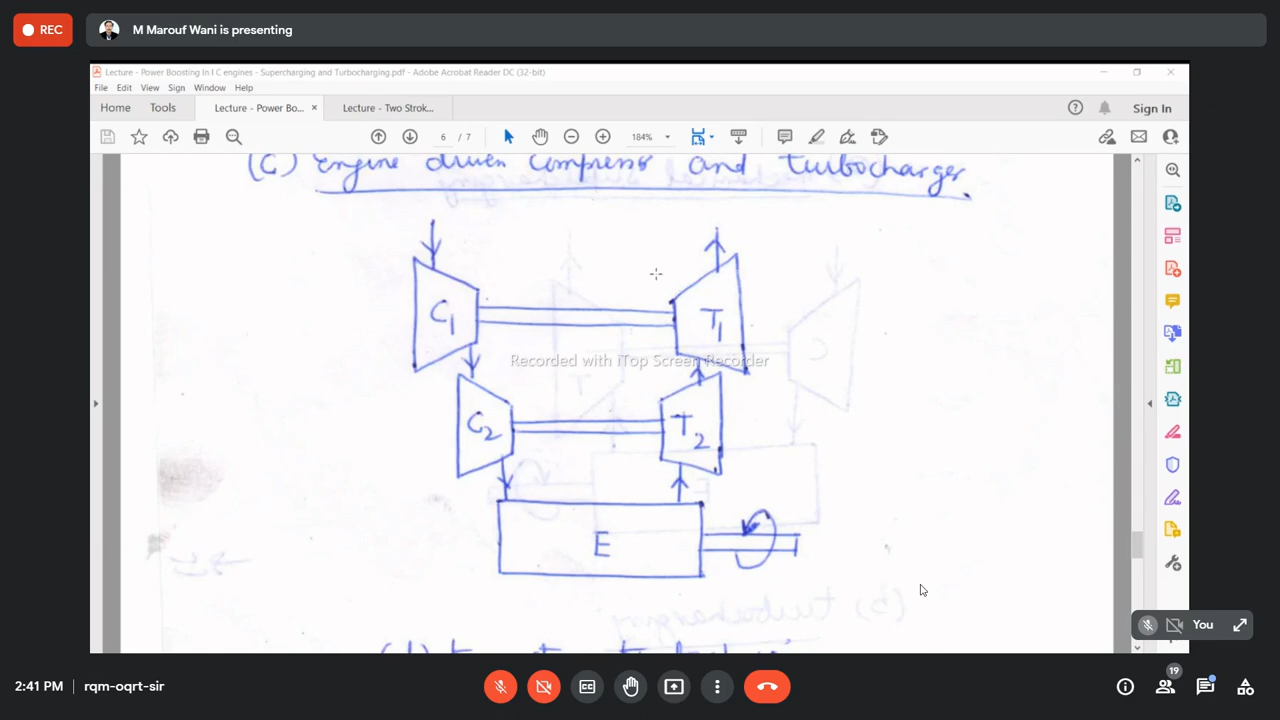 REC
M Marouf Wani is presenting
Lecture - Power Boosting In I C engines - Supercharging and Turbocharging.pdf - Adobe Acrobat Reader DC (32-bit)
File Edit View Sign Window Help
Home Tools Lecture - Power Bo... × Lecture - Two Strok... Sign In
6 / 7 184%
(C) Engine driven Compressor and turbocharger.
C1 T1
Recorded with iTop Screen Recorder
C2 T2
E
You
2:41 PM rqm-oqrt-sir
19